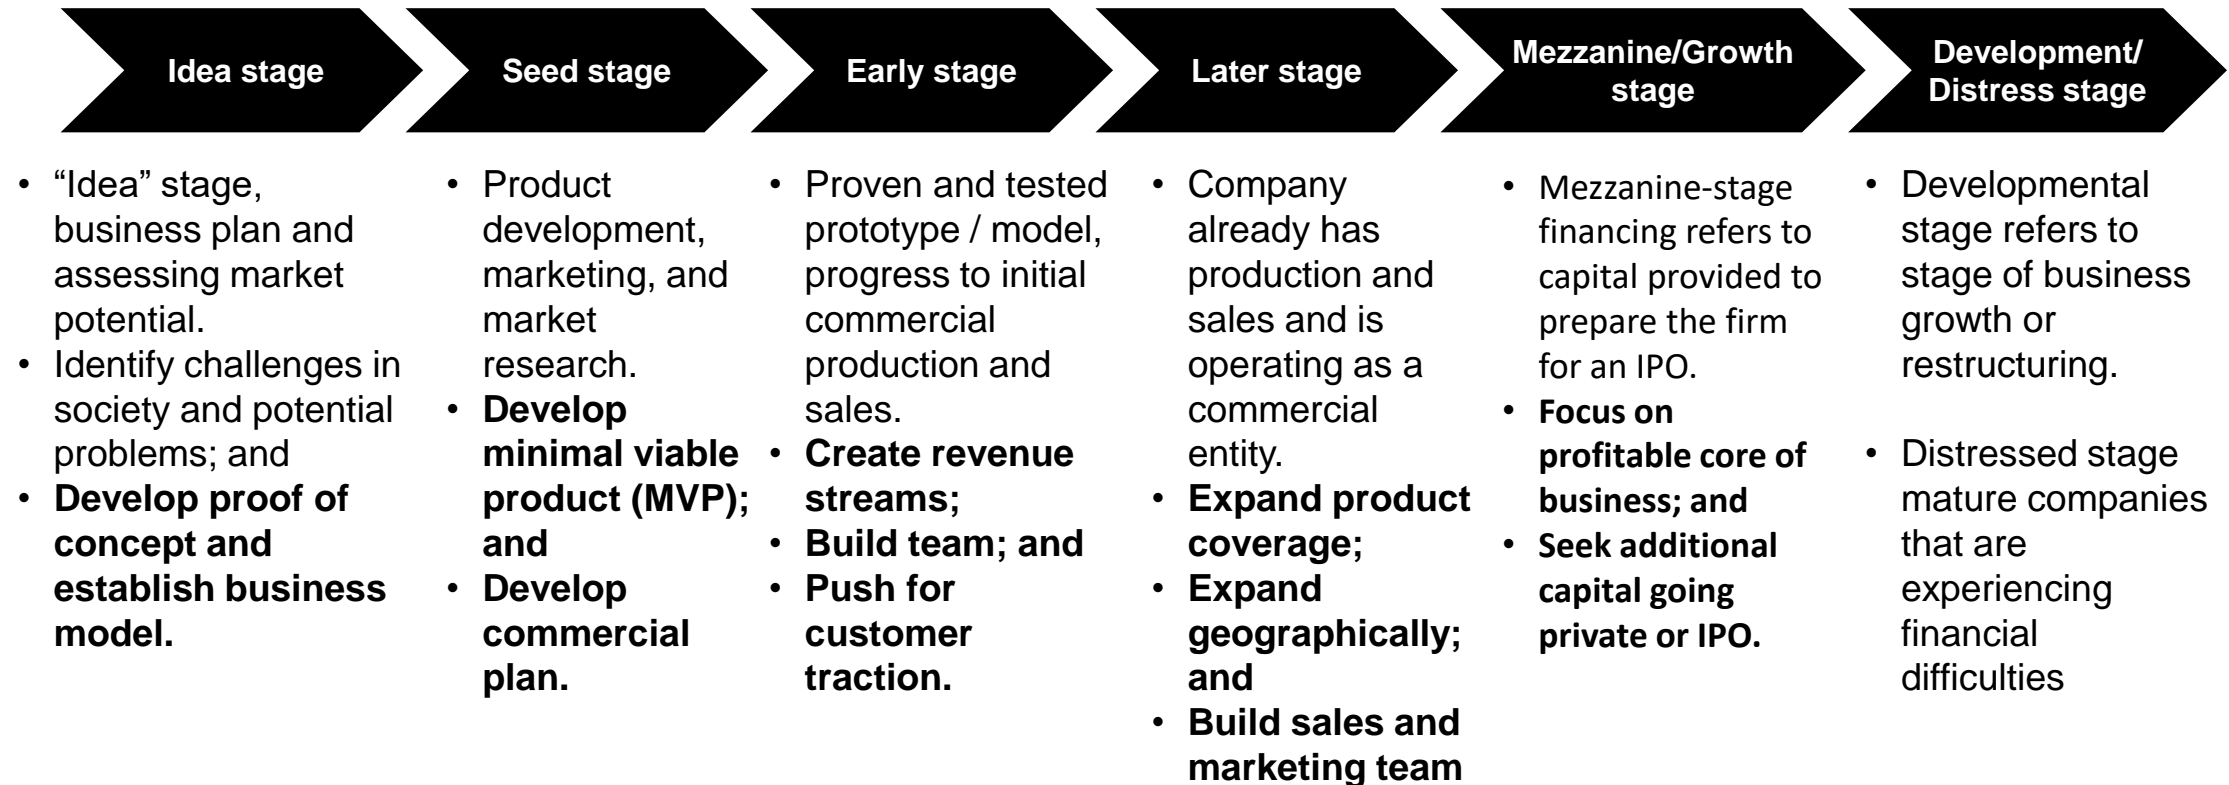 Idea stage
Seed stage
Early stage
Later stage
Mezzanine/Growth
stage
Development/
Distress stage
• “Idea” stage,
business plan and
assessing market
potential.
• Identify challenges in
society and potential
problems; and
• Develop proof of
concept and
establish business
model.
• Product
development,
marketing, and
market
research.
• Develop
minimal viable
product (MVP);
and
• Develop
commercial
plan.
• Proven and tested
prototype / model,
progress to initial
commercial
production and
sales.
• Create revenue
streams;
• Build team; and
• Push for
customer
traction.
• Company
already has
production and
sales and is
operating as a
commercial
entity.
• Expand product
coverage;
• Expand
geographically;
and
• Build sales and
marketing team
• Mezzanine-stage
financing refers to
capital provided to
prepare the firm
for an IPO.
• Focus on
profitable core of
business; and
• Seek additional
capital going
private or IPO.
• Developmental
stage refers to
stage of business
growth or
restructuring.
• Distressed stage
mature companies
that are
experiencing
financial
difficulties